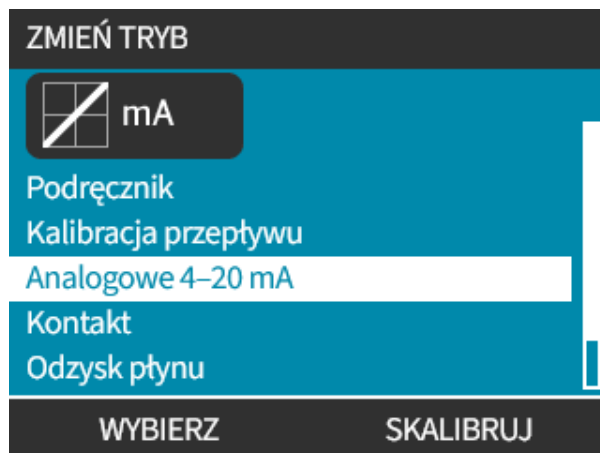 ZMIEŃ TRYB
mA
Podręcznik
Kalibracja przepływu
Analogowe 4–20 mA
Kontakt
Odzysk płynu
WYBIERZ SKALIBRUJ